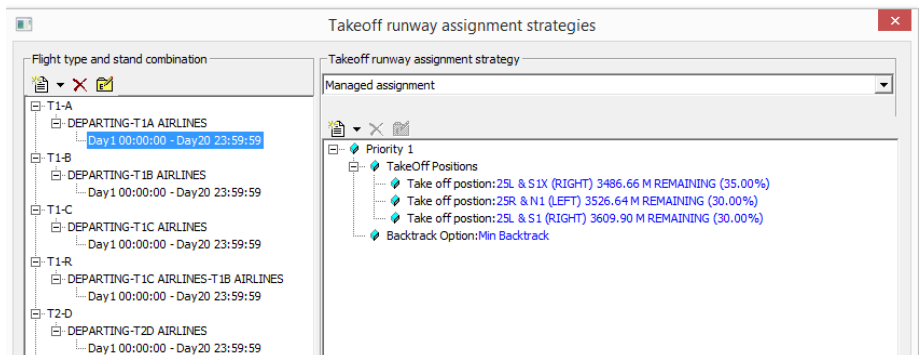 Takeoff runway assignment strategies
Flight type and stand combination
T1-A
DEPARTING-T1A AIRLINES
Day1 00:00:00 - Day20 23:59:59
T1-B
DEPARTING-T1B AIRLINES
Day1 00:00:00 - Day20 23:59:59
T1-C
DEPARTING-T1C AIRLINES
Day1 00:00:00 - Day20 23:59:59
T1-R
DEPARTING-T1C AIRLINES-T1B AIRLINES
Day1 00:00:00 - Day20 23:59:59
T2-D
DEPARTING-T2D AIRLINES
Day1 00:00:00 - Day20 23:59:59
Takeoff runway assignment strategy
Managed assignment
Priority 1
TakeOff Positions
Take off postion:25L & S1X (RIGHT) 3486.66 M REMAINING (35.00%)
Take off postion:25R & N1 (LEFT) 3526.64 M REMAINING (30.00%)
Take off postion:25L & S1 (RIGHT) 3609.90 M REMAINING (30.00%)
Backtrack Option:Min Backtrack